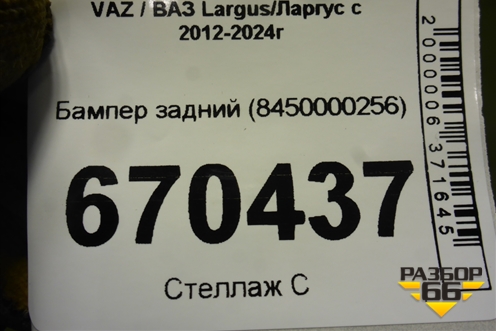 VAZ / ВАЗ Largus/Ларгус с
2012-2024г
Бампер задний (8450000256)
670437
Стеллаж С
2000006371645
РАЗБОР
66